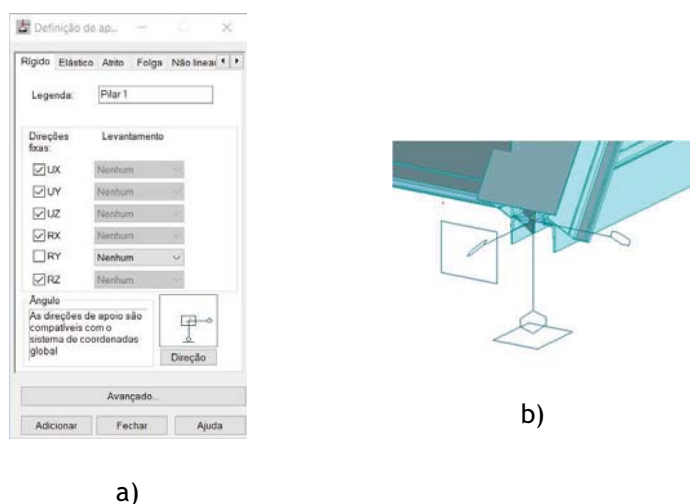 Definição de ap...
Rígido Elástico Atrito Folga Não linear
Legenda: Pilar 1
Direções fixas: Levantamento
UX Nenhum
UY Nenhum
UZ Nenhum
RX Nenhum
RY Nenhum
RZ Nenhum
Ângulo
As direções de apoio são
compatíveis com o
sistema de coordenadas
global
Direção
Avançado...
Adicionar Fechar Ajuda
a)
b)